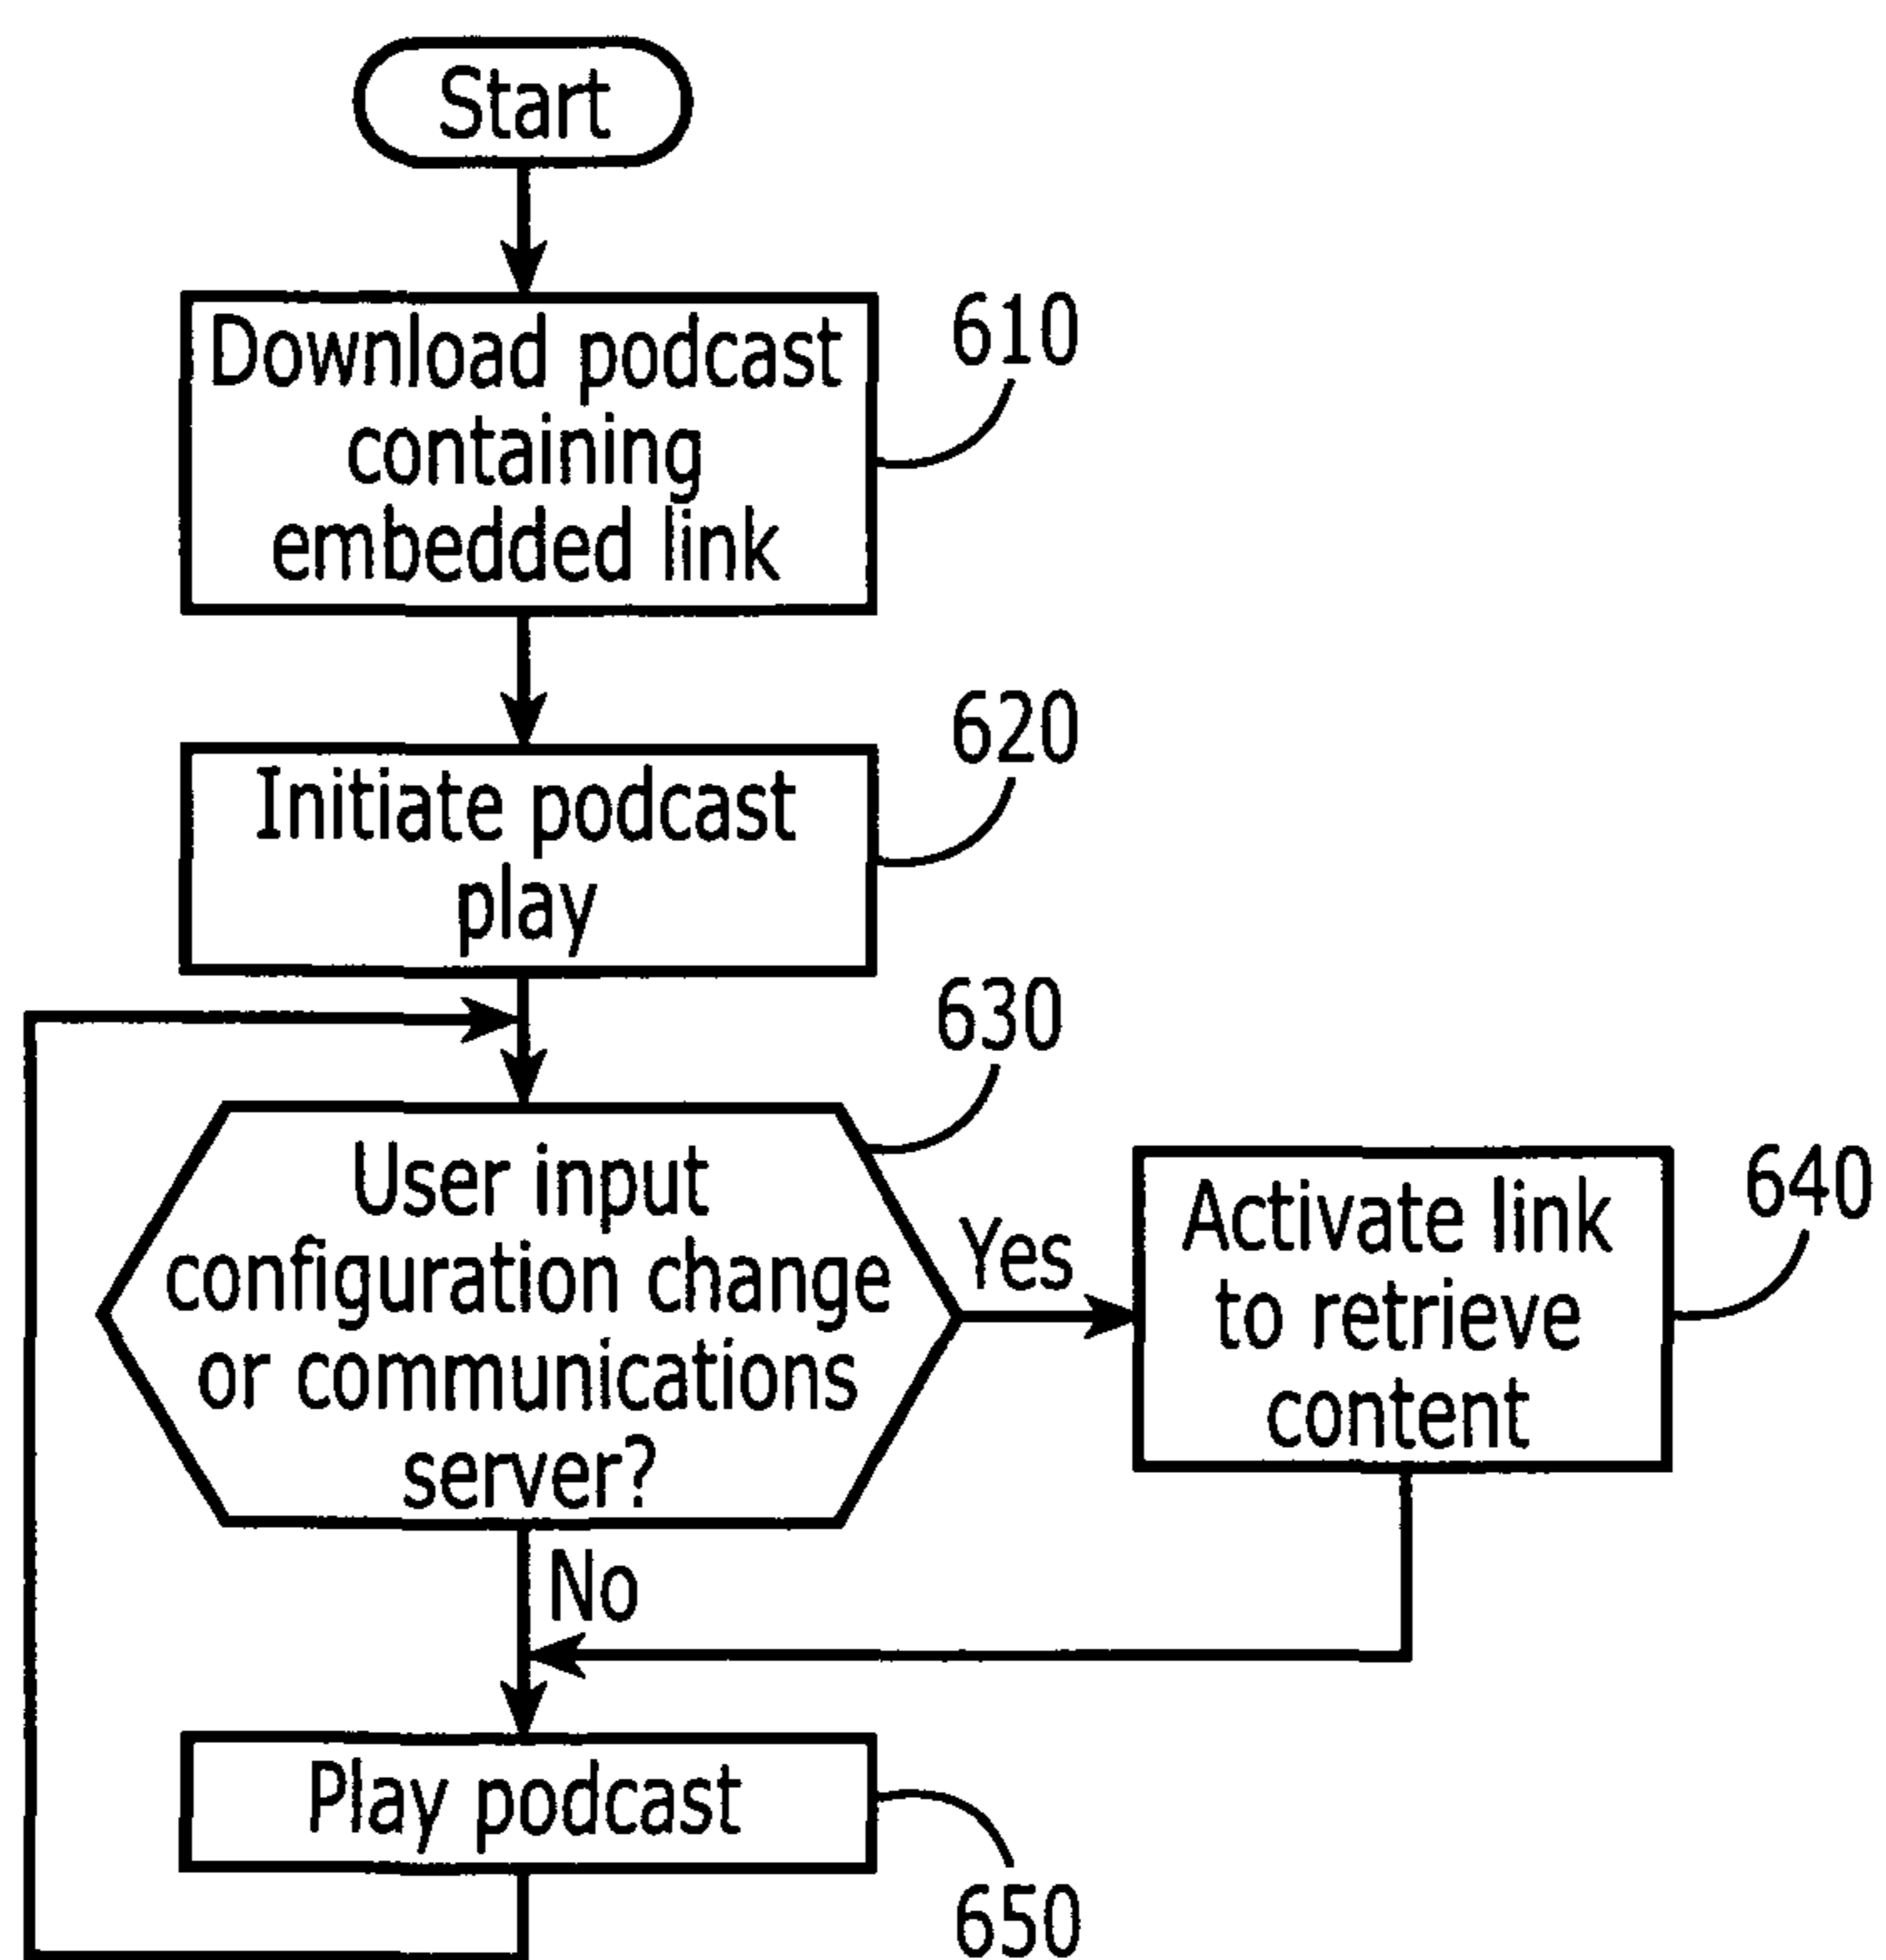 Start
Download podcast
containing
embedded link
610
Initiate podcast
play
620
User input
configuration change
or communications
server?
630
Yes
Activate link
to retrieve
content
640
No
Play podcast
650